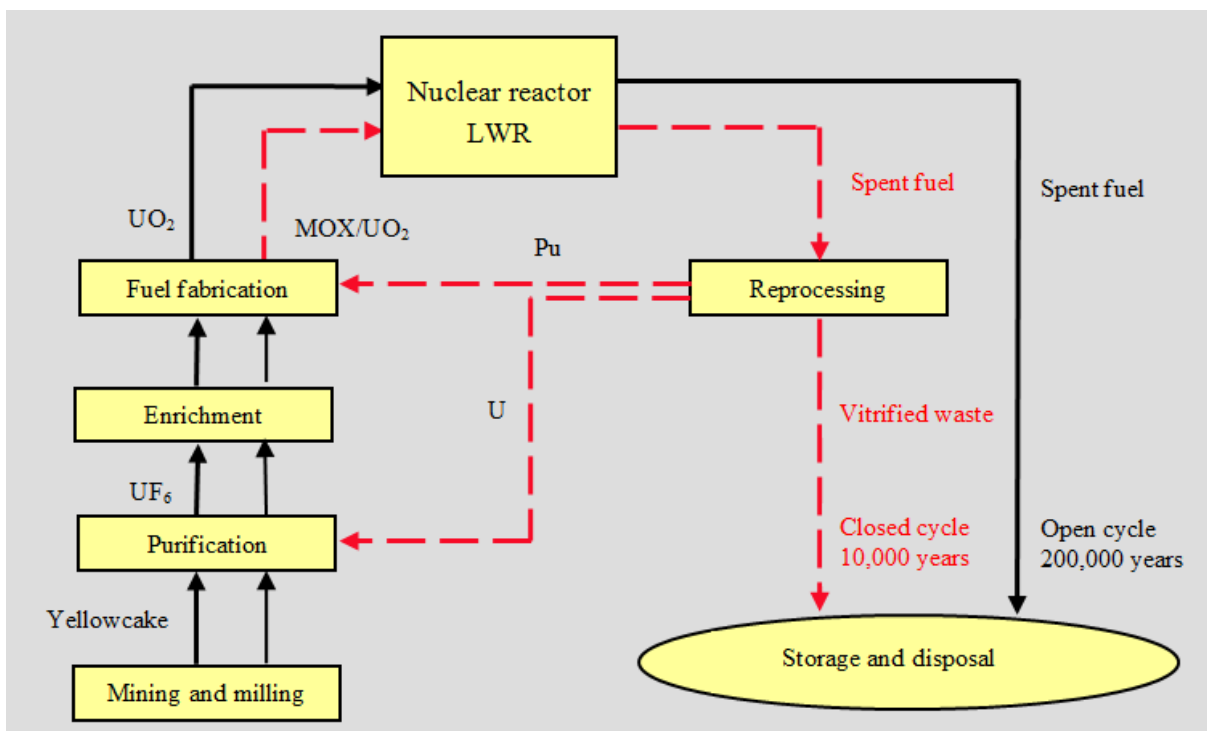 Nuclear reactor
LWR
UO₂
MOX/UO₂
Spent fuel
Spent fuel
Pu
Fuel fabrication
Reprocessing
Enrichment
U
Vitrified waste
UF₆
Purification
Closed cycle
10,000 years
Open cycle
200,000 years
Yellowcake
Mining and milling
Storage and disposal